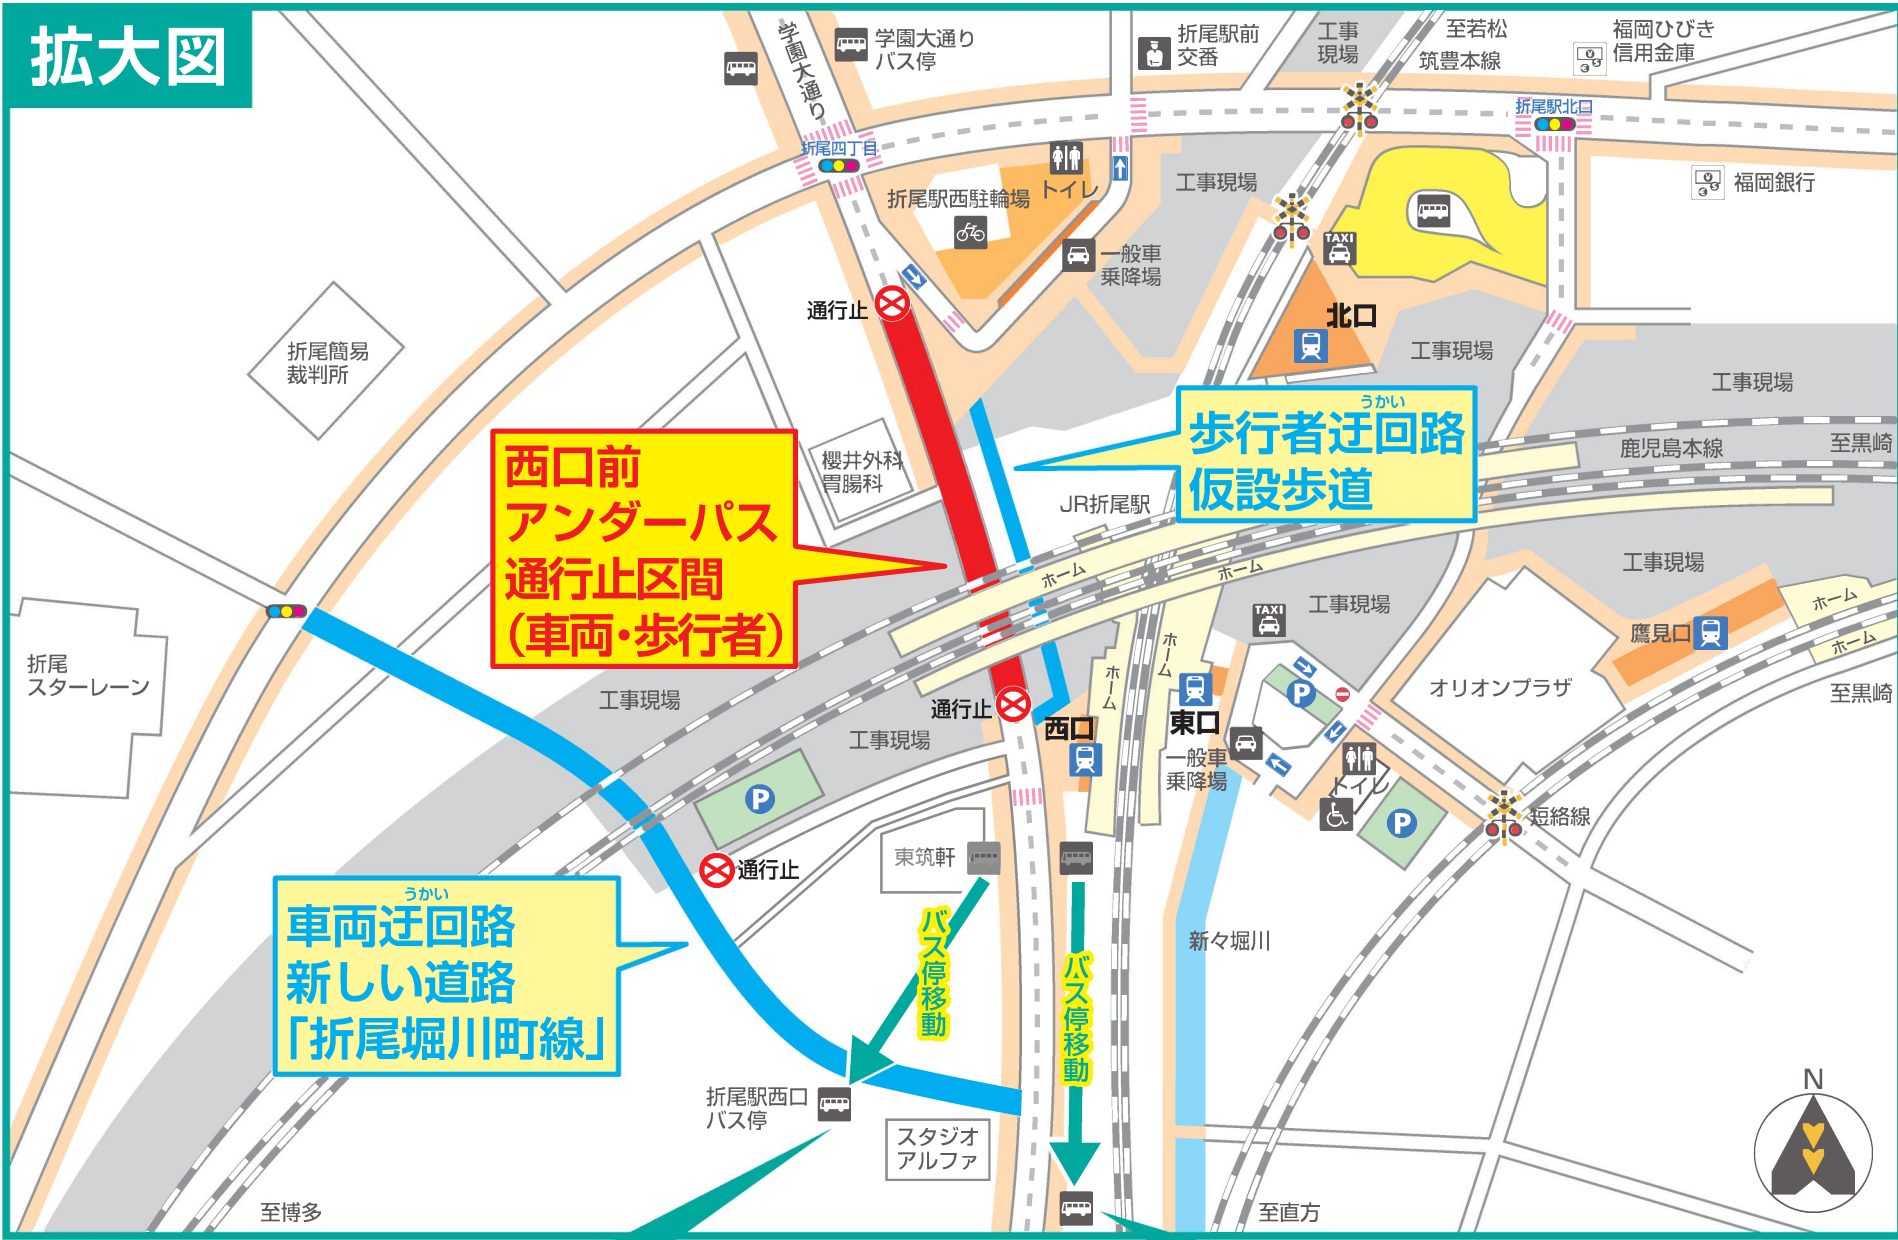 拡大図
学園大通り
学園大通り
バス停
折尾駅前
交番
工事
現場
至若松
筑豊本線
福岡ひびき
信用金庫
折尾駅北口
折尾四丁目
トイレ
折尾駅西駐輪場
工事現場
福岡銀行
TAXI
一般車
乗降場
通行止
北口
折尾簡易
裁判所
工事現場
工事現場
うかい
歩行者迂回路
仮設歩道
西口前
アンダーパス
通行止区間
(車両・歩行者)
櫻井外科
胃腸科
鹿児島本線
至黒崎
JR折尾駅
ホーム
ホーム
工事現場
工事現場
TAXI
ホーム
ホーム
鷹見口
ホーム
ホーム
折尾
スターレーン
工事現場
オリオンプラザ
至黒崎
P
通行止
西口
東口
工事現場
一般車
乗降場
トイレ
P
P
短絡線
東筑軒
通行止
うかい
車両迂回路
新しい道路
「折尾堀川町線」
バス停移動
バス停移動
新々堀川
折尾駅西口
バス停
スタジオ
アルファ
N
至博多
至直方